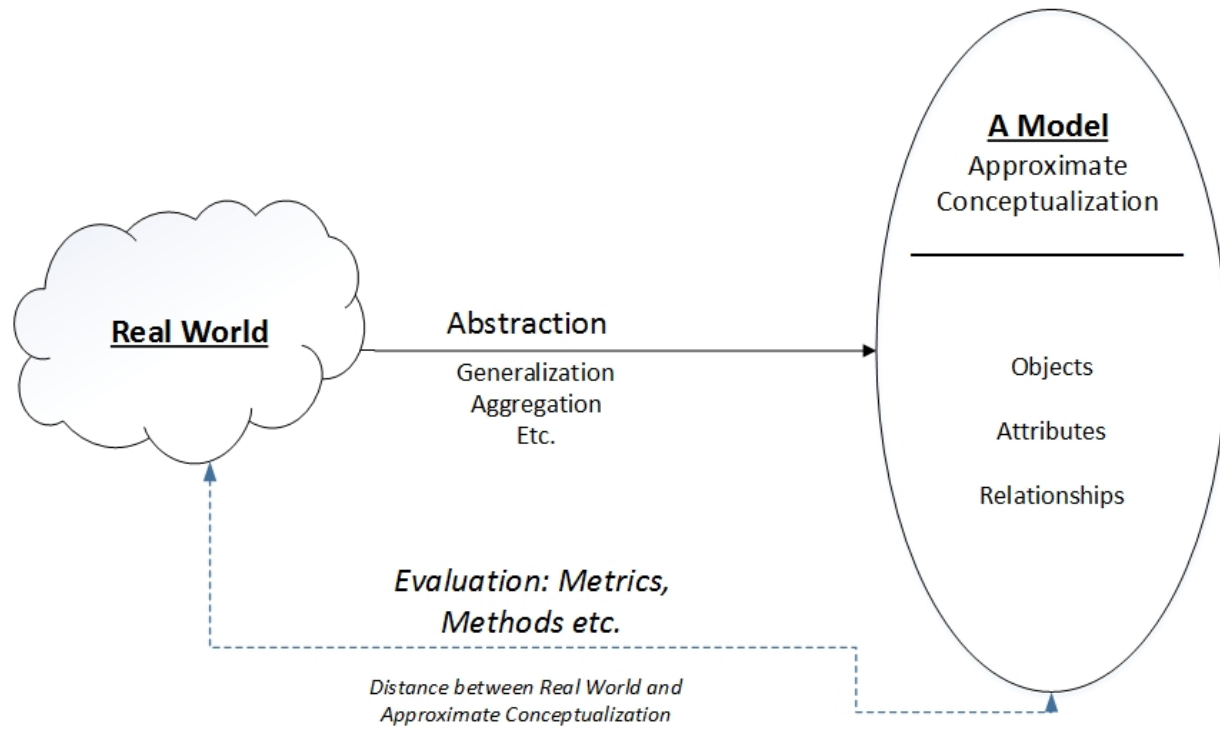 A Model
Approximate
Conceptualization
Real World
Abstraction
Generalization
Aggregation
Etc.
Objects
Attributes
Relationships
Evaluation: Metrics,
Methods etc.
Distance between Real World and
Approximate Conceptualization